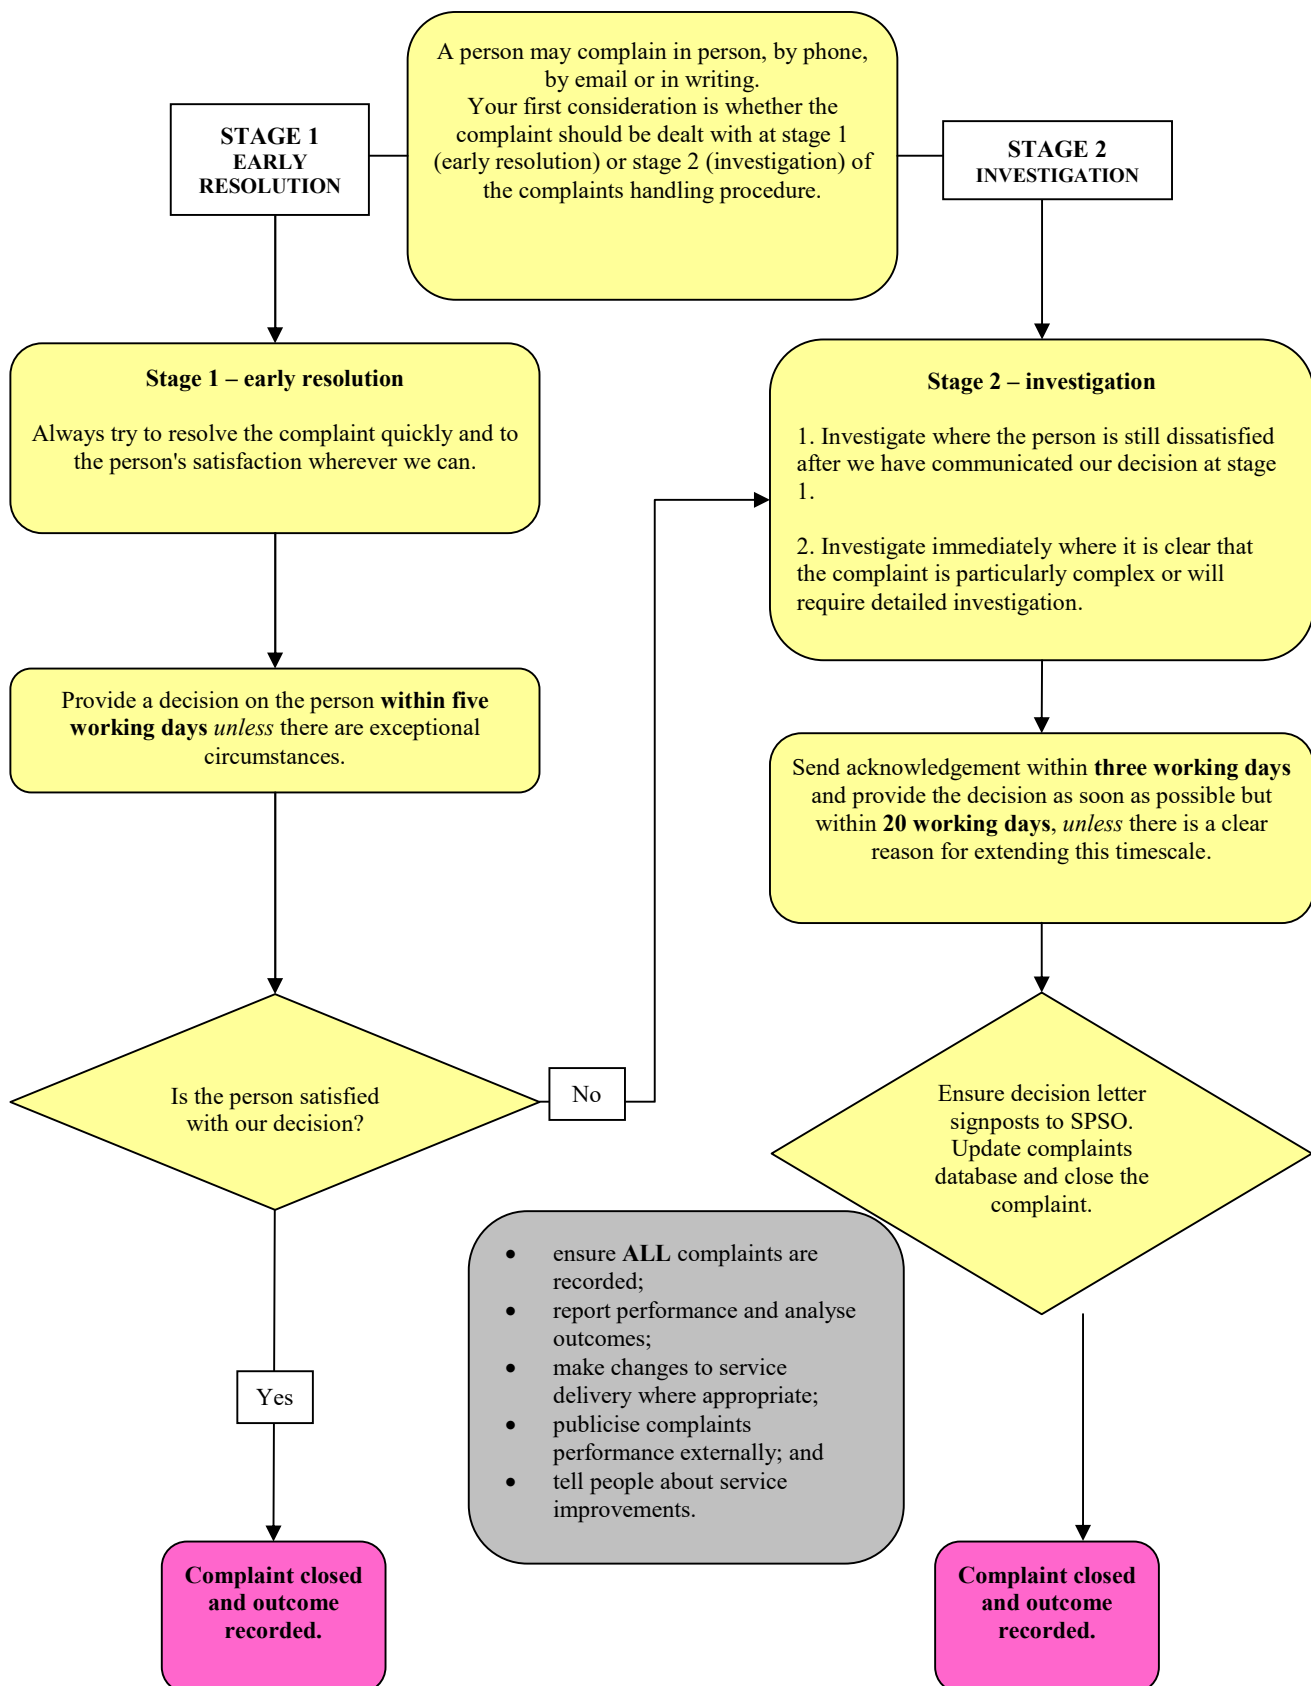 A person may complain in person, by phone,
by email or in writing.
Your first consideration is whether the
complaint should be dealt with at stage 1
(early resolution) or stage 2 (investigation) of
the complaints handling procedure.
STAGE 1
EARLY
RESOLUTION
STAGE 2
INVESTIGATION
Stage 1 – early resolution
Always try to resolve the complaint quickly and to
the person's satisfaction wherever we can.
Provide a decision on the person within five
working days unless there are exceptional
circumstances.
Is the person satisfied
with our decision?
No
Yes
Complaint closed
and outcome
recorded.
Stage 2 – investigation
1. Investigate where the person is still dissatisfied
after we have communicated our decision at stage
1.
2. Investigate immediately where it is clear that
the complaint is particularly complex or will
require detailed investigation.
Send acknowledgement within three working days
and provide the decision as soon as possible but
within 20 working days, unless there is a clear
reason for extending this timescale.
Ensure decision letter
signposts to SPSO.
Update complaints
database and close the
complaint.
• ensure ALL complaints are
recorded;
• report performance and analyse
outcomes;
• make changes to service
delivery where appropriate;
• publicise complaints
performance externally; and
• tell people about service
improvements.
Complaint closed
and outcome
recorded.